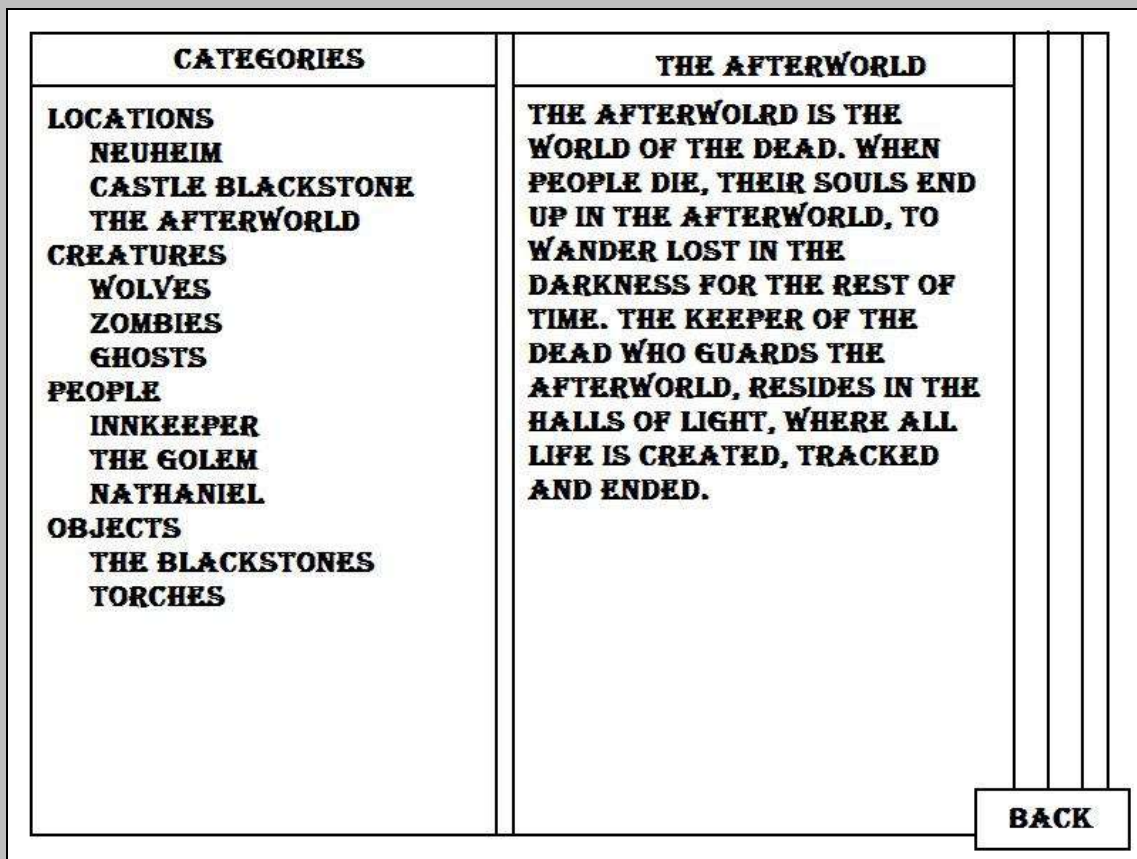 CATEGORIES
LOCATIONS
NEUHEIM
CASTLE BLACKSTONE
THE AFTERWORLD
CREATURES
WOLVES
ZOMBIES
GHOSTS
PEOPLE
INNKEEPER
THE GOLEM
NATHANIEL
OBJECTS
THE BLACKSTONES
TORCHES
THE AFTERWORLD
THE AFTERWOLRD IS THE
WORLD OF THE DEAD. WHEN
PEOPLE DIE, THEIR SOULS END
UP IN THE AFTERWORLD, TO
WANDER LOST IN THE
DARKNESS FOR THE REST OF
TIME. THE KEEPER OF THE
DEAD WHO GUARDS THE
AFTERWORLD, RESIDES IN THE
HALLS OF LIGHT, WHERE ALL
LIFE IS CREATED, TRACKED
AND ENDED.
BACK